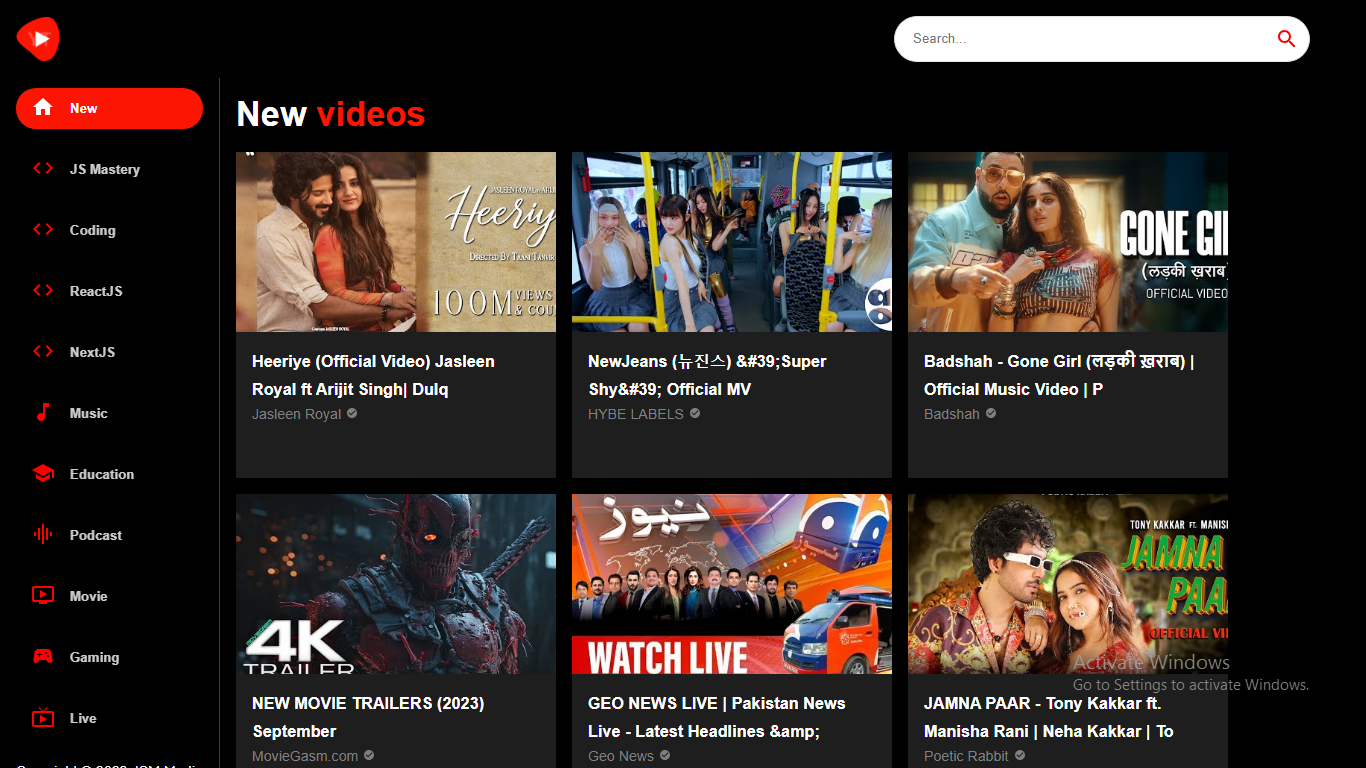 Search...
New
JS Mastery
Coding
ReactJS
NextJS
Music
Education
Podcast
Movie
Gaming
Live
New videos
JASLEEN ROYAL
Heeriy
DIRECTED BY TAANI TANVIR
100M VIEWS
& COU
Heeriye (Official Video) Jasleen
Royal ft Arijit Singh| Dulq
Jasleen Royal
NewJeans (뉴진스) &#39;Super
Shy&#39; Official MV
HYBE LABELS
GONE GI
(लड़की ख़राब)
OFFICIAL VIDEO
Badshah - Gone Girl (लड़की ख़राब) |
Official Music Video | P
Badshah
4K
TRAILER
NEW MOVIE TRAILERS (2023)
September
MovieGasm.com
نیوز
WATCH LIVE
GEO NEWS LIVE | Pakistan News
Live - Latest Headlines &amp;
Geo News
TONY KAKKAR FT. MANISH
JAMNA
PAA
OFFICIAL VI
JAMNA PAAR - Tony Kakkar ft.
Manisha Rani | Neha Kakkar | To
Poetic Rabbit
Activate Windows
Go to Settings to activate Windows.